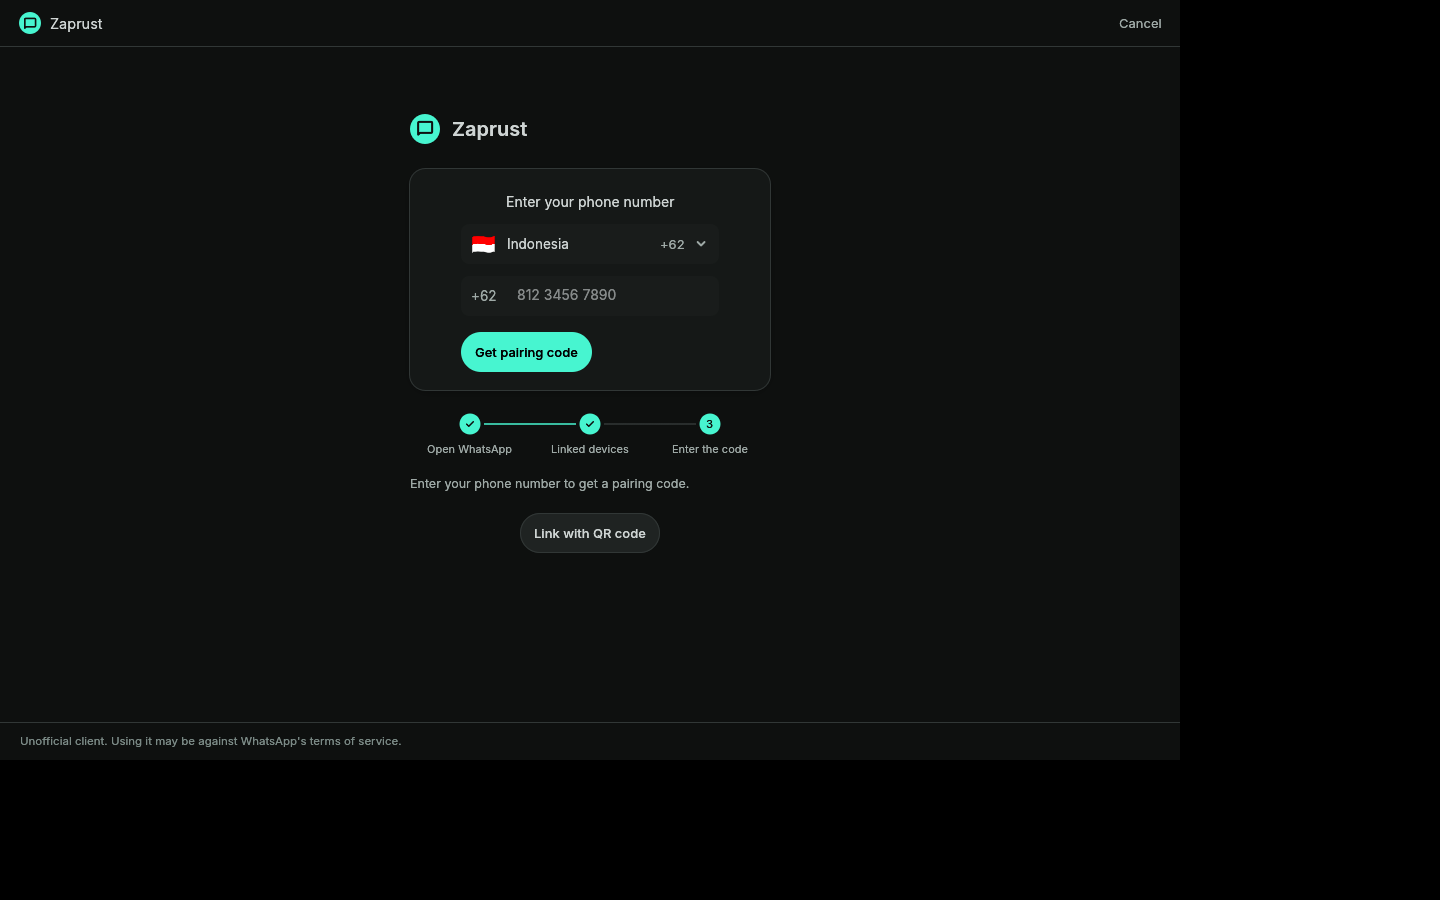 Zaprust
Cancel
Zaprust
Enter your phone number
Indonesia +62
+62 812 3456 7890
Get pairing code
3
Open WhatsApp Linked devices Enter the code
Enter your phone number to get a pairing code.
Link with QR code
Unofficial client. Using it may be against WhatsApp's terms of service.